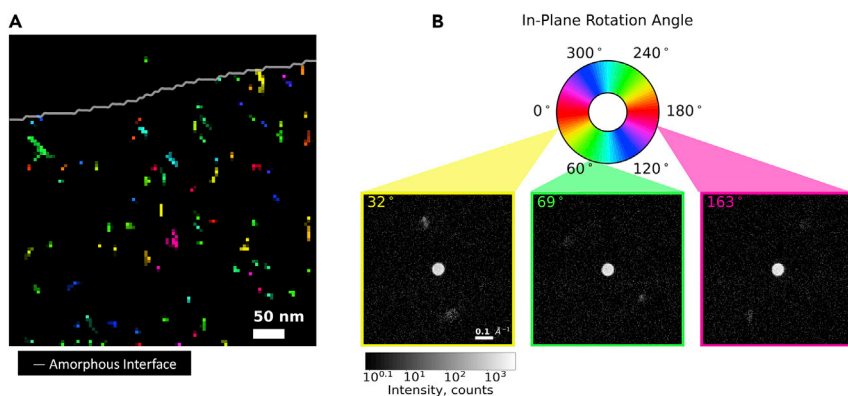 A
50 nm
— Amorphous Interface
B
In-Plane Rotation Angle
300°
240°
0°
180°
60°
120°
32°
69°
163°
0.1 Å⁻¹
10^0.1 10^1 10^2 10^3
Intensity, counts